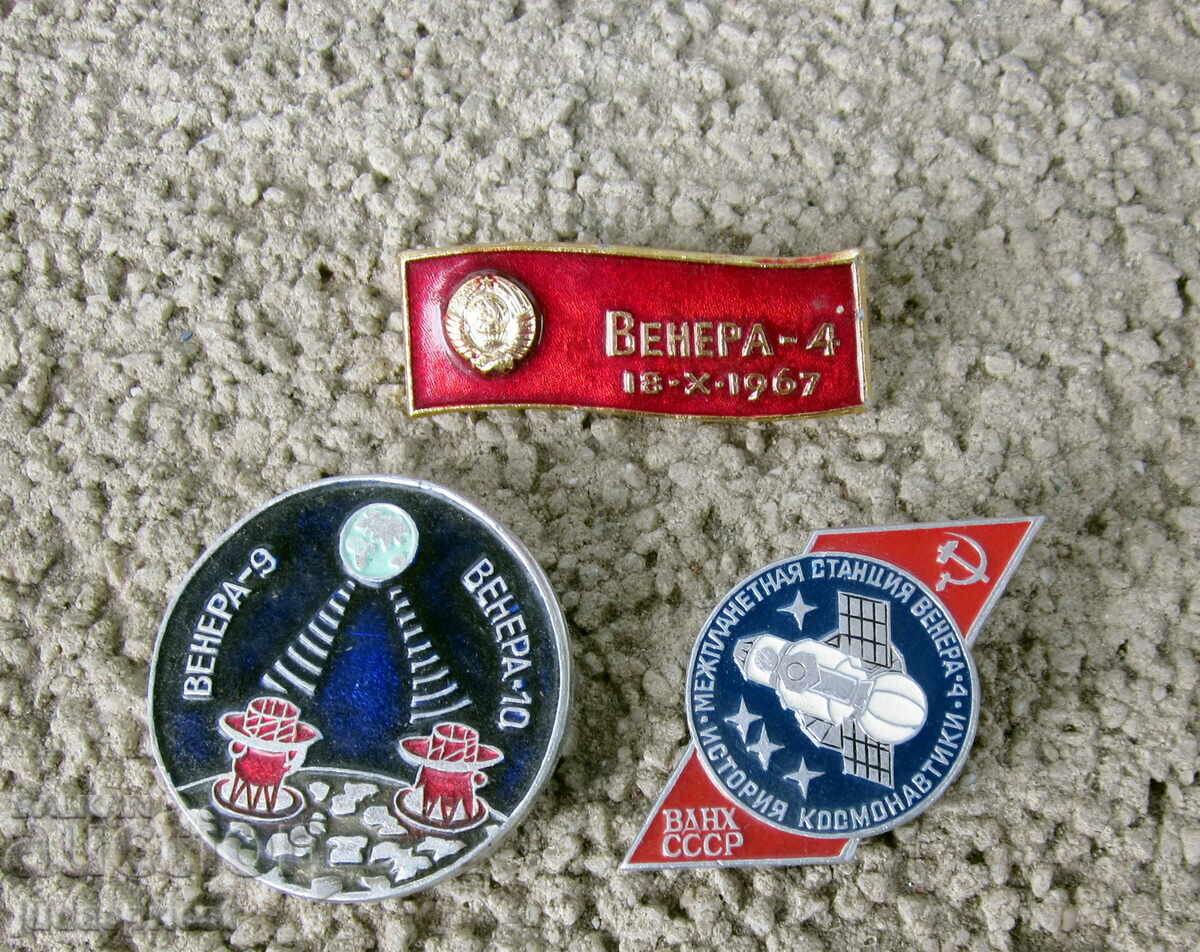 ВЕНЕРА-4
18·X·1967
ВЕНЕРА-9
ВЕНЕРА-10
МЕЖПЛАНЕТНАЯ СТАНЦИЯ ВЕНЕРА-4
ИСТОРИЯ КОСМОНАВТИКИ
ВДНХ
СССР